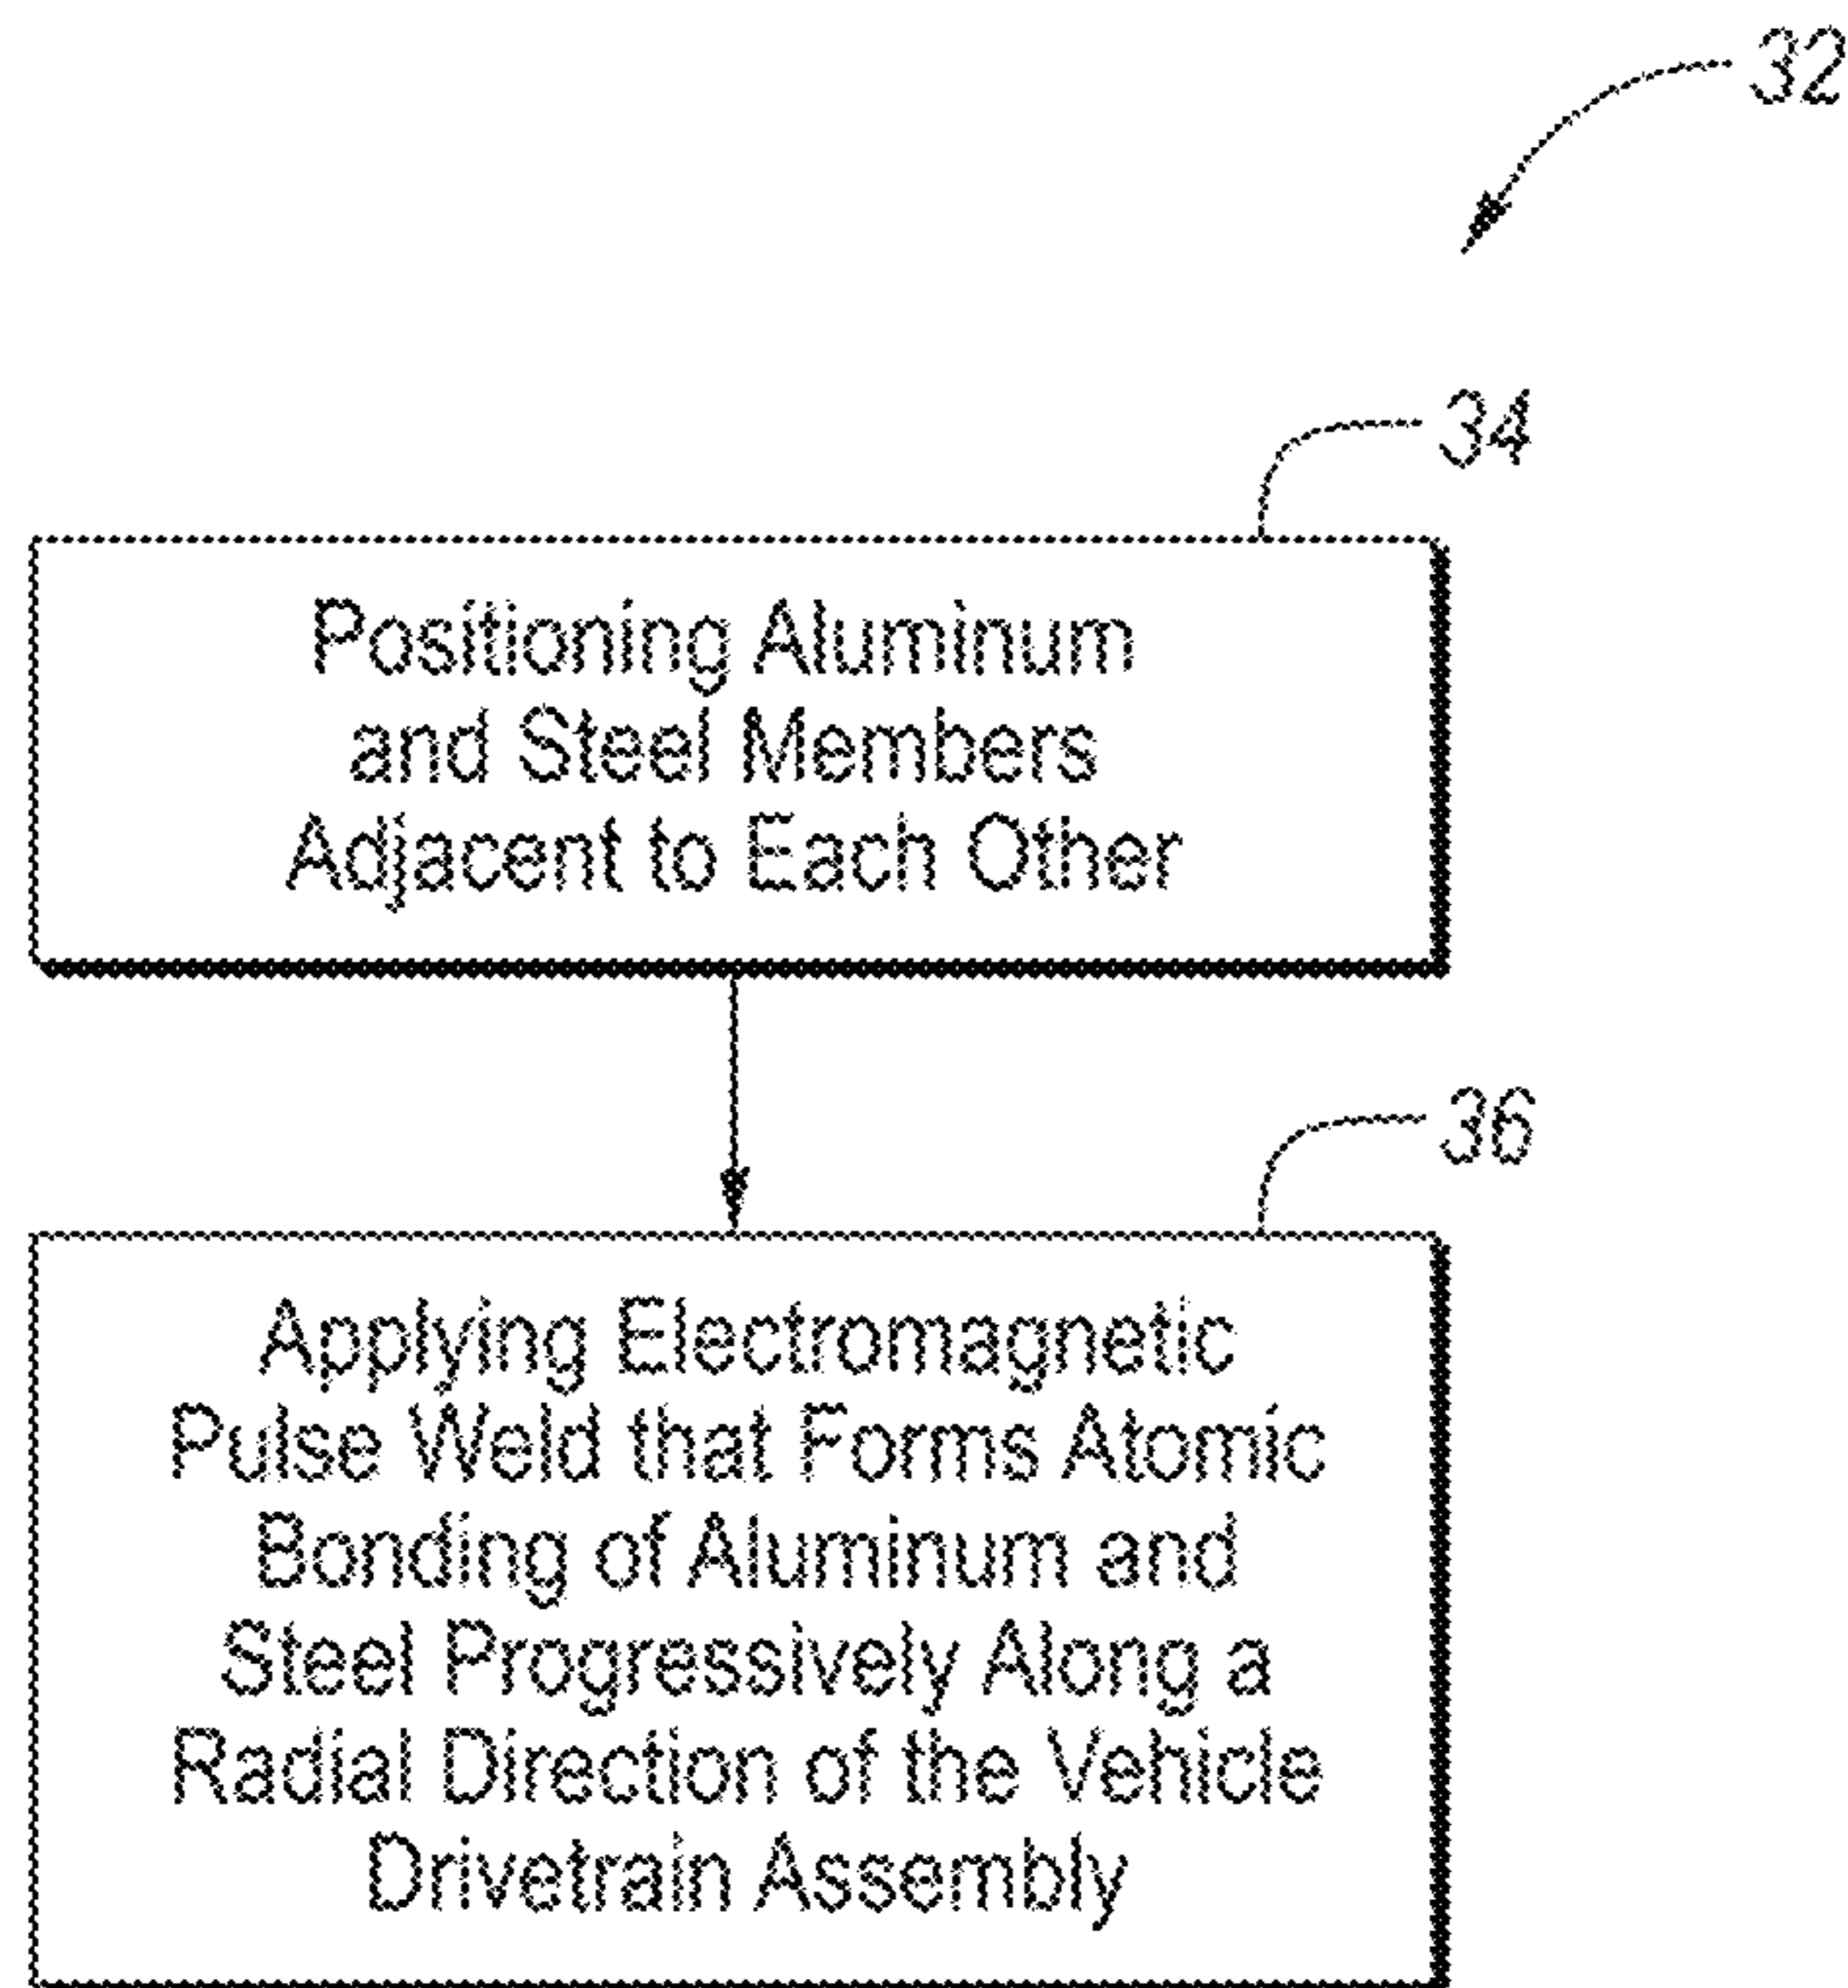 32
34
Positioning Aluminum
and Steel Members
Adjacent to Each Other
36
Applying Electromagnetic
Pulse Weld that Forms Atomic
Bonding of Aluminum and
Steel Progressively Along a
Radial Direction of the Vehicle
Drivetrain Assembly